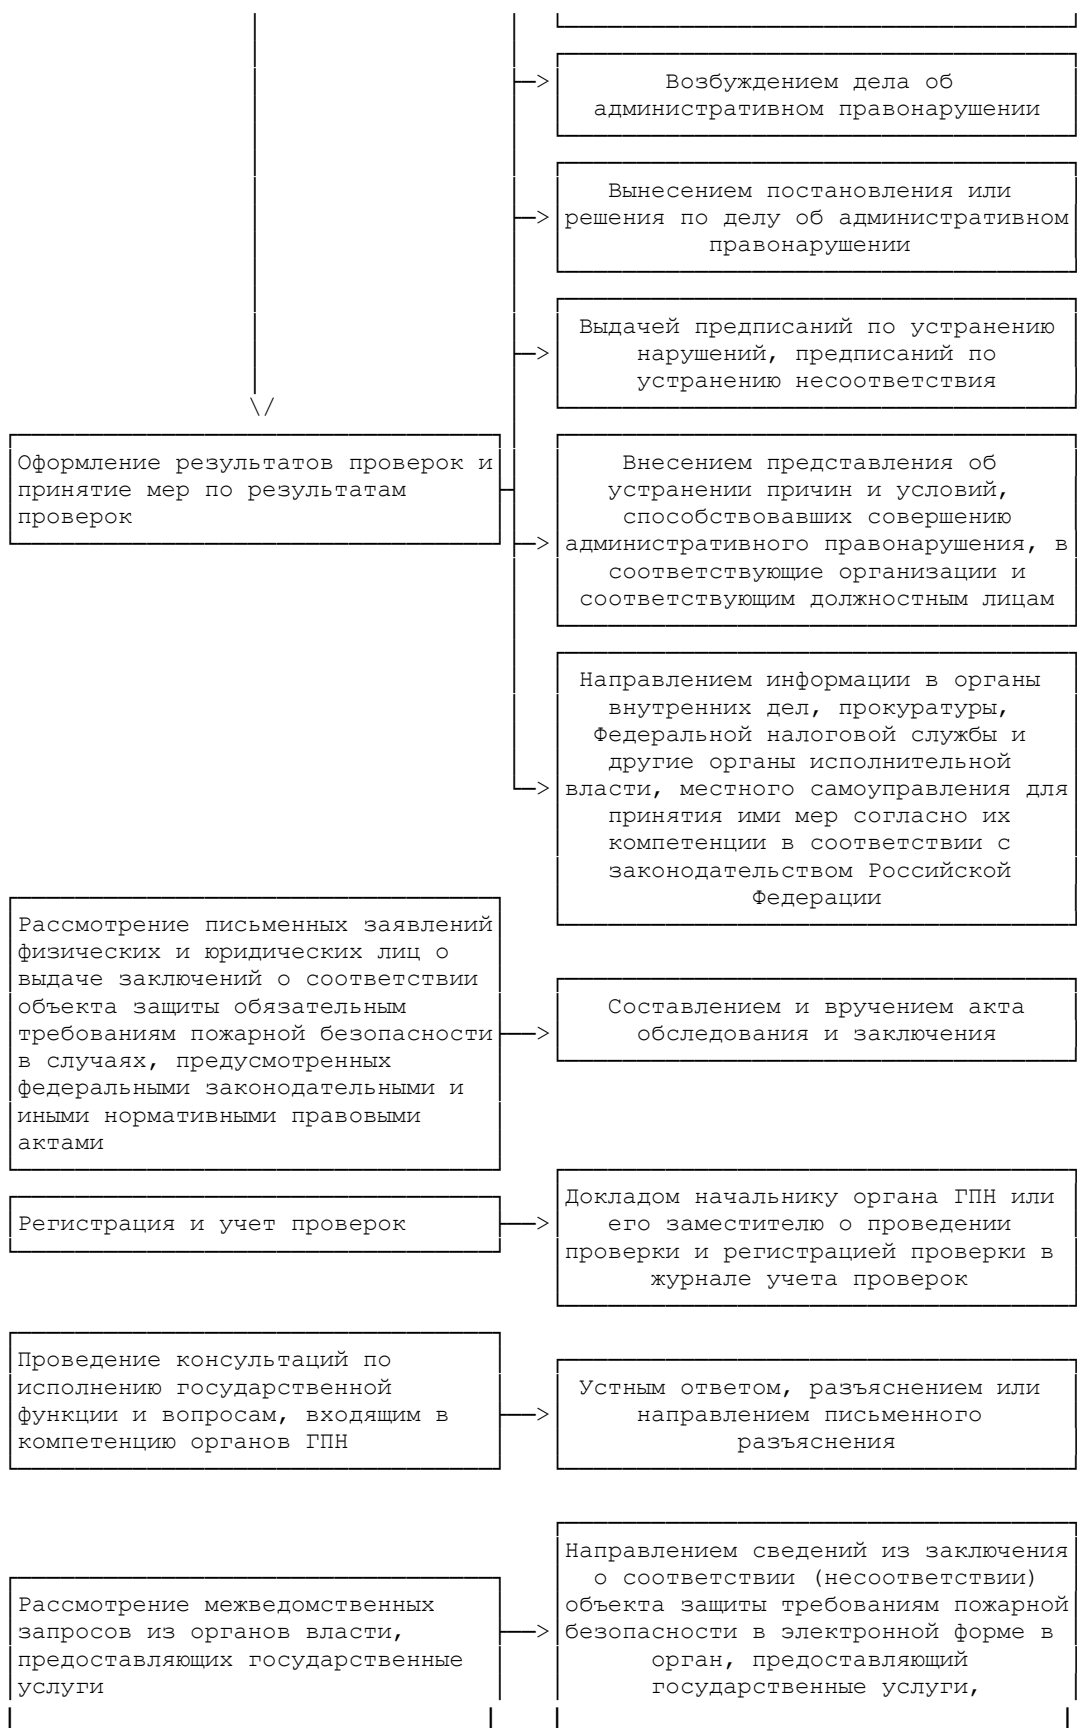 Возбуждением дела об
административном правонарушении
Вынесением постановления или
решения по делу об административном
правонарушении
Выдачей предписаний по устранению
нарушений, предписаний по
устранению несоответствия
Оформление результатов проверок и
принятие мер по результатам
проверок
Внесением представления об
устранении причин и условий,
способствовавших совершению
административного правонарушения, в
соответствующие организации и
соответствующим должностным лицам
Направлением информации в органы
внутренних дел, прокуратуры,
Федеральной налоговой службы и
другие органы исполнительной
власти, местного самоуправления для
принятия ими мер согласно их
компетенции в соответствии с
законодательством Российской
Федерации
Рассмотрение письменных заявлений
физических и юридических лиц о
выдаче заключений о соответствии
объекта защиты обязательным
требованиям пожарной безопасности
в случаях, предусмотренных
федеральными законодательными и
иными нормативными правовыми
актами
Составлением и вручением акта
обследования и заключения
Регистрация и учет проверок
Докладом начальнику органа ГПН или
его заместителю о проведении
проверки и регистрацией проверки в
журнале учета проверок
Проведение консультаций по
исполнению государственной
функции и вопросам, входящим в
компетенцию органов ГПН
Устным ответом, разъяснением или
направлением письменного
разъяснения
Рассмотрение межведомственных
запросов из органов власти,
предоставляющих государственные
услуги
Направлением сведений из заключения
о соответствии (несоответствии)
объекта защиты требованиям пожарной
безопасности в электронной форме в
орган, предоставляющий
государственные услуги,